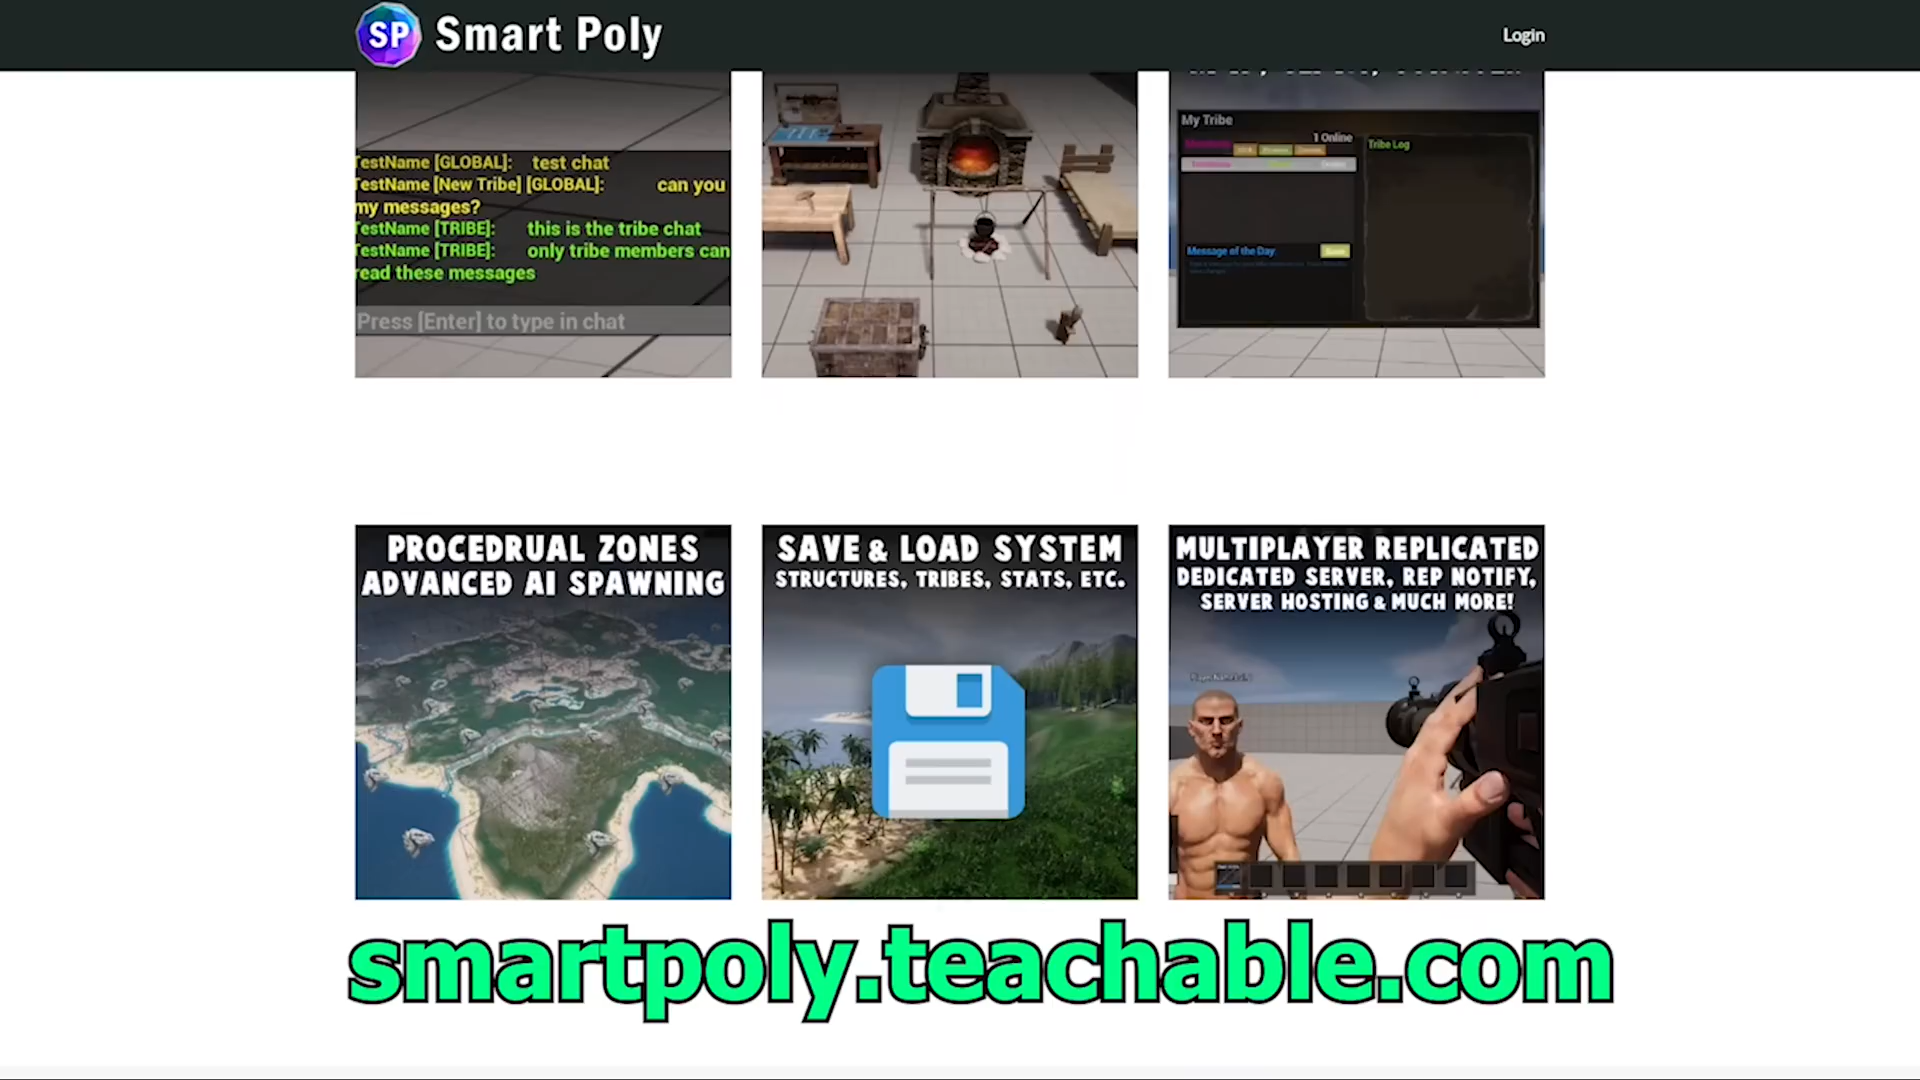 SP Smart Poly
Login
TestName [GLOBAL]: test chat
TestName [New Tribe] [GLOBAL]: can you
my messages?
TestName [TRIBE]: this is the tribe chat
TestName [TRIBE]: only tribe members can
read these messages
Press [Enter] to type in chat
My Tribe
1 Online
Tribe Log
Message of the Day
PROCEDRUAL ZONES
ADVANCED AI SPAWNING
SAVE & LOAD SYSTEM
STRUCTURES, TRIBES, STATS, ETC.
MULTIPLAYER REPLICATED
DEDICATED SERVER, REP NOTIFY,
SERVER HOSTING & MUCH MORE!
smartpoly.teachable.com